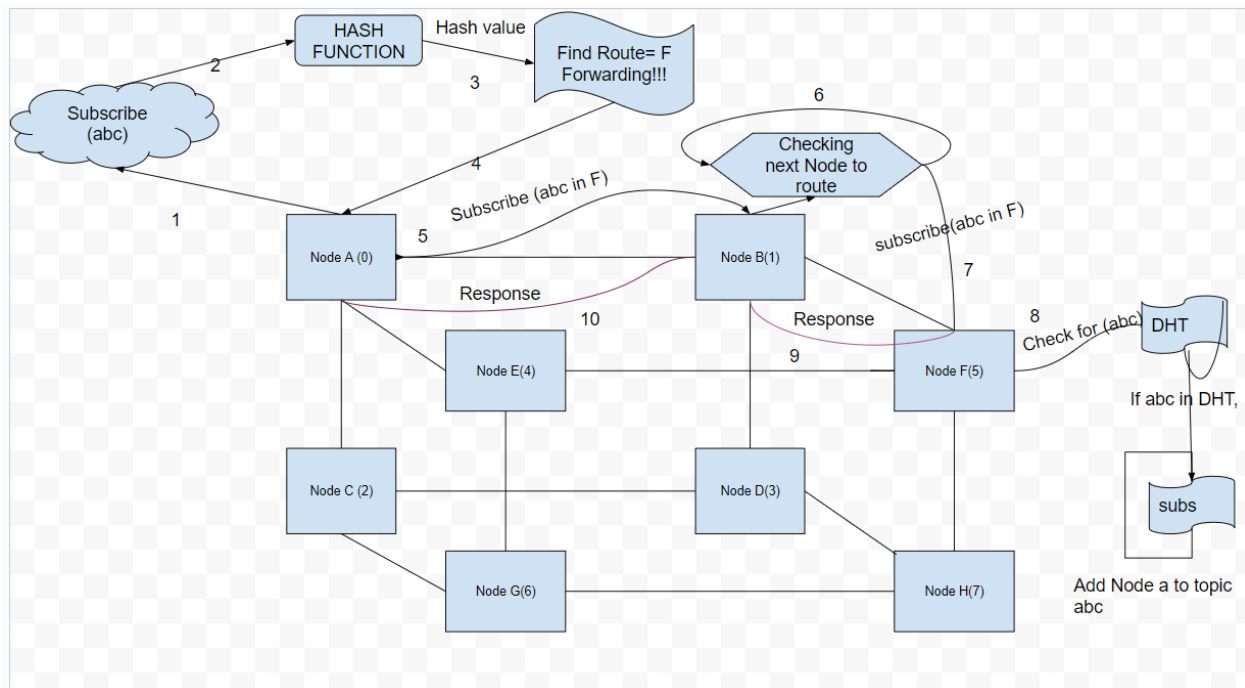 HASH
FUNCTION
Hash value
Find Route= F
Forwarding!!!
2
3
Subscribe
(abc)
6
Checking
next Node to
route
4
1
Subscribe (abc in F)
5
subscribe(abc in F)
7
Node A (0)
Node B(1)
Response
10
Response
8
Check for (abc)
DHT
9
Node E(4)
Node F(5)
If abc in DHT,
Node C (2)
Node D(3)
subs
Node G(6)
Node H(7)
Add Node a to topic
abc